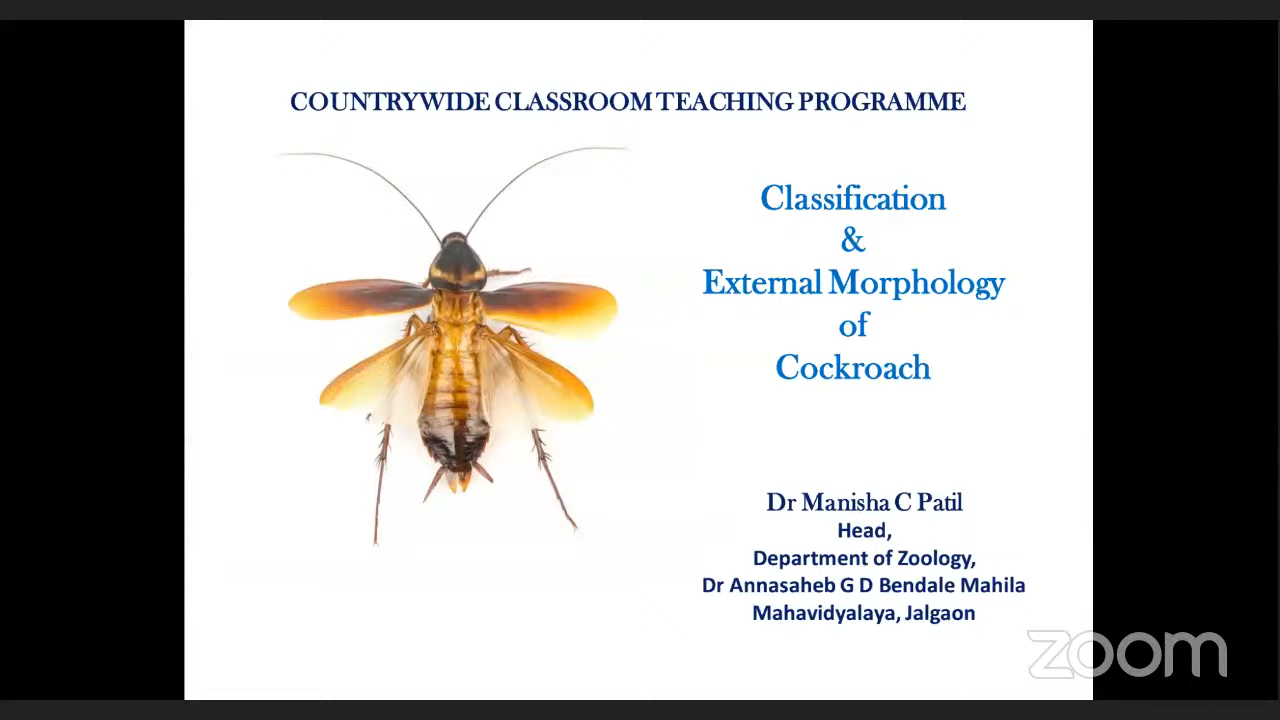 COUNTRYWIDE CLASSROOM TEACHING PROGRAMME
Classification
&
External Morphology
of
Cockroach
Dr Manisha C Patil
Head,
Department of Zoology,
Dr Annasaheb G D Bendale Mahila
Mahavidyalaya, Jalgaon
zoom